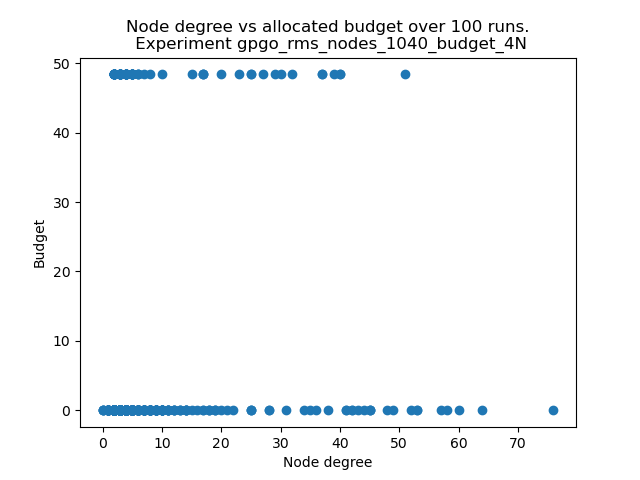 Node degree vs allocated budget over 100 runs.
Experiment gpgo_rms_nodes_1040_budget_4N
50
40
30
20
10
0
Budget
0 10 20 30 40 50 60 70
Node degree